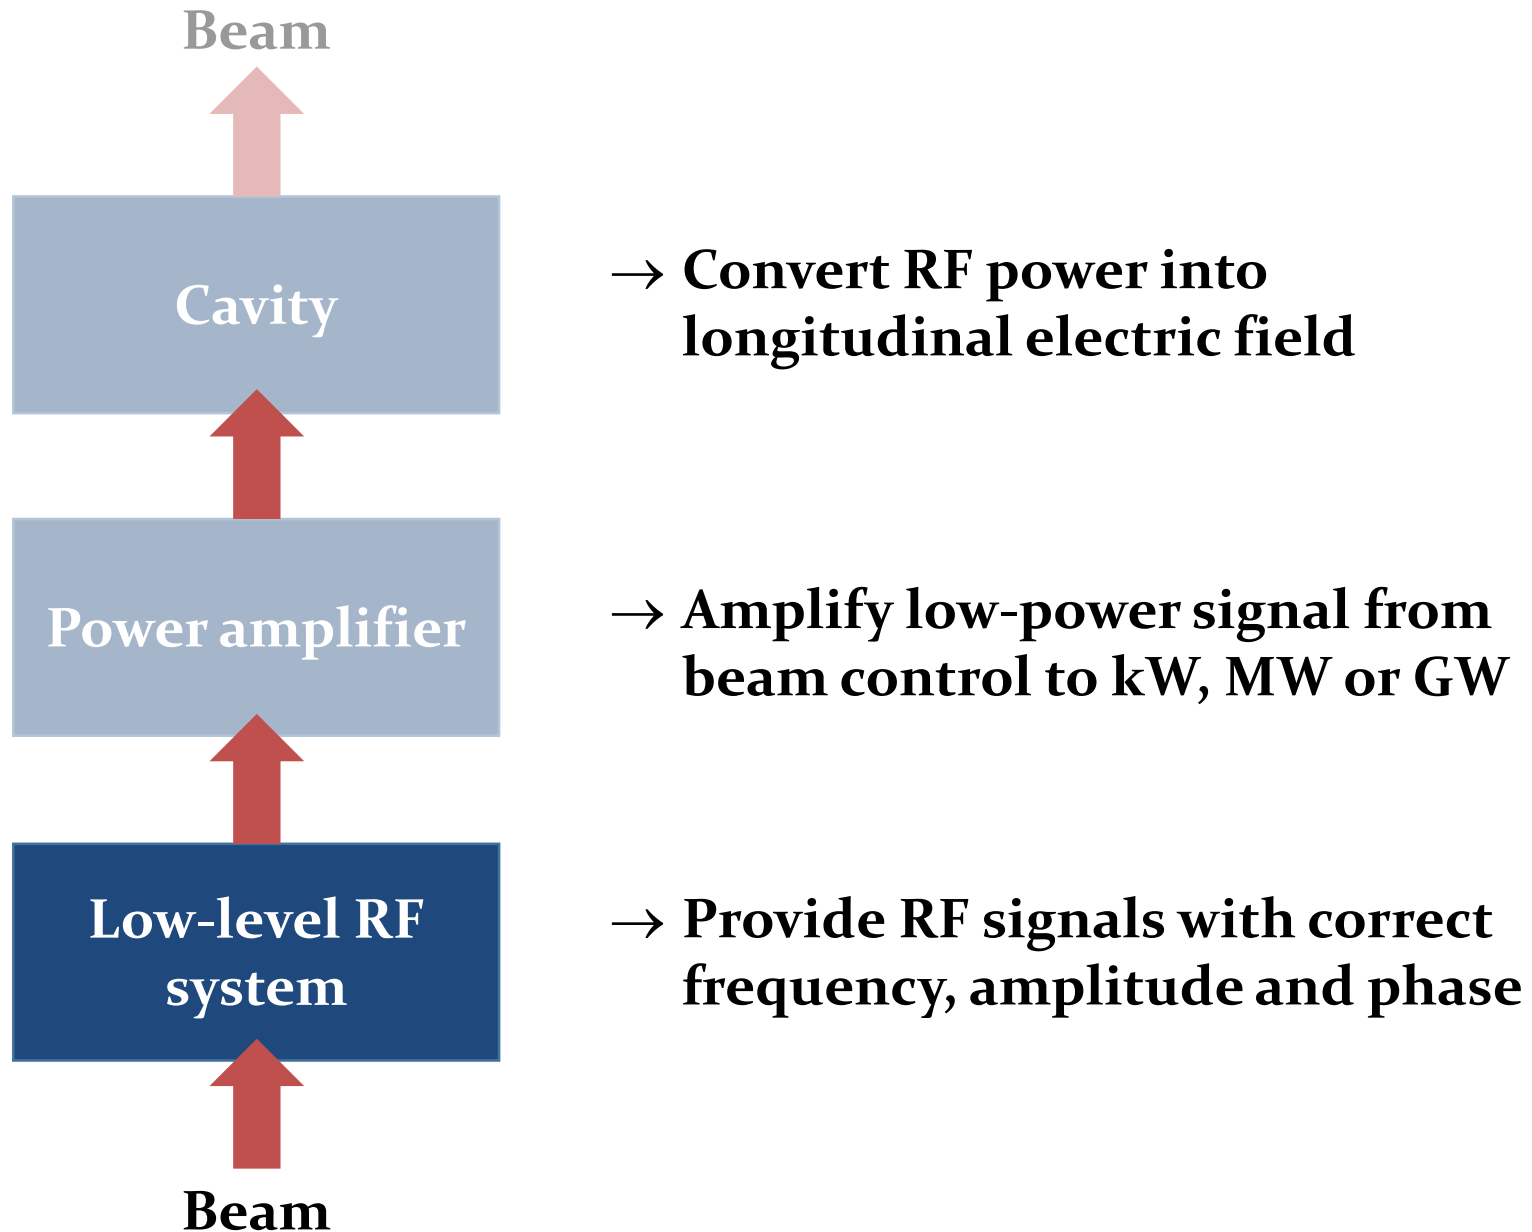 Beam
Cavity
→ Convert RF power into
longitudinal electric field
Power amplifier
→ Amplify low-power signal from
beam control to kW, MW or GW
Low-level RF
system
→ Provide RF signals with correct
frequency, amplitude and phase
Beam